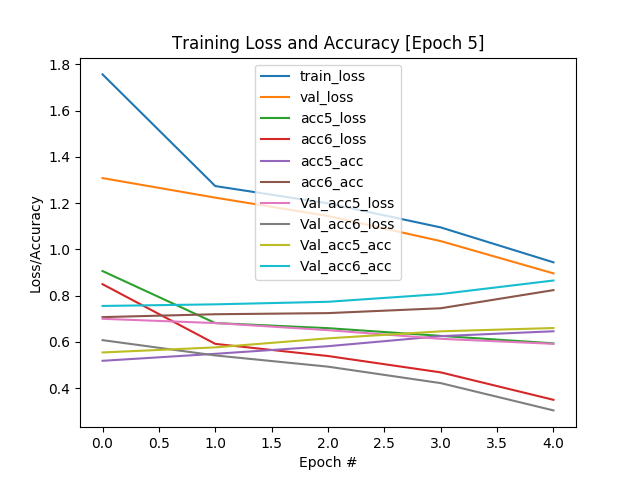 Training Loss and Accuracy [Epoch 5]
1.8
1.6
1.4
1.2
1.0
0.8
0.6
0.4
Loss/Accuracy
train_loss
val_loss
acc5_loss
acc6_loss
acc5_acc
acc6_acc
Val_acc5_loss
Val_acc6_loss
Val_acc5_acc
Val_acc6_acc
0.0 0.5 1.0 1.5 2.0 2.5 3.0 3.5 4.0
Epoch #